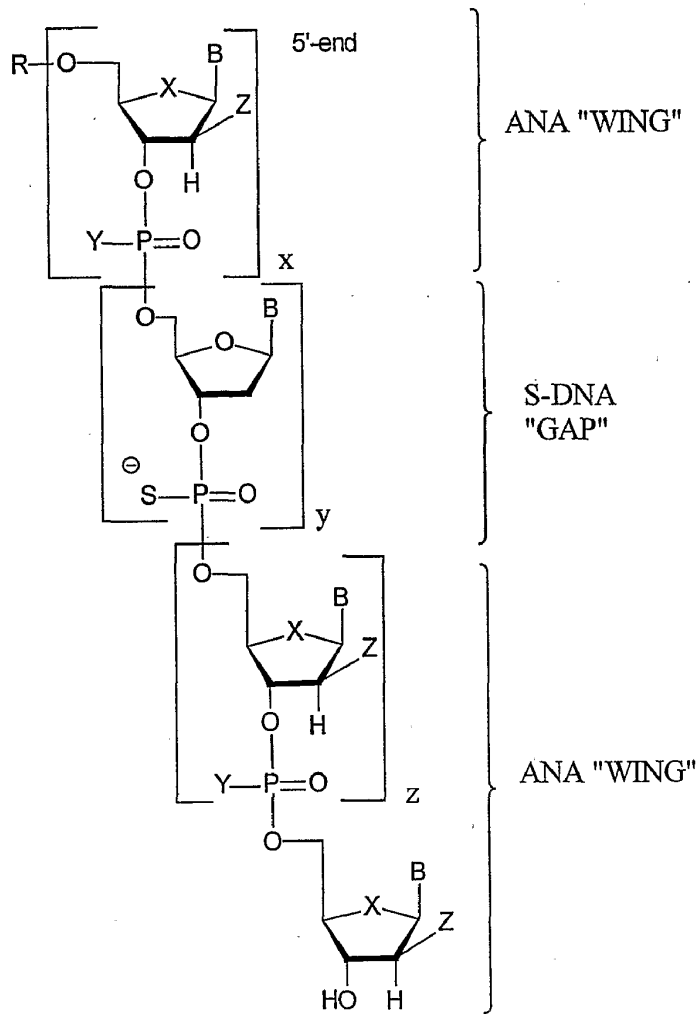 5'-end
B
R—O
X
Z
ANA "WING"
O H
Y—P=O
x
O
B
O
S-DNA
"GAP"
O
⊖
S—P=O
y
O
B
X
Z
O H
ANA "WING"
Y—P=O
z
O
B
X
Z
HO H